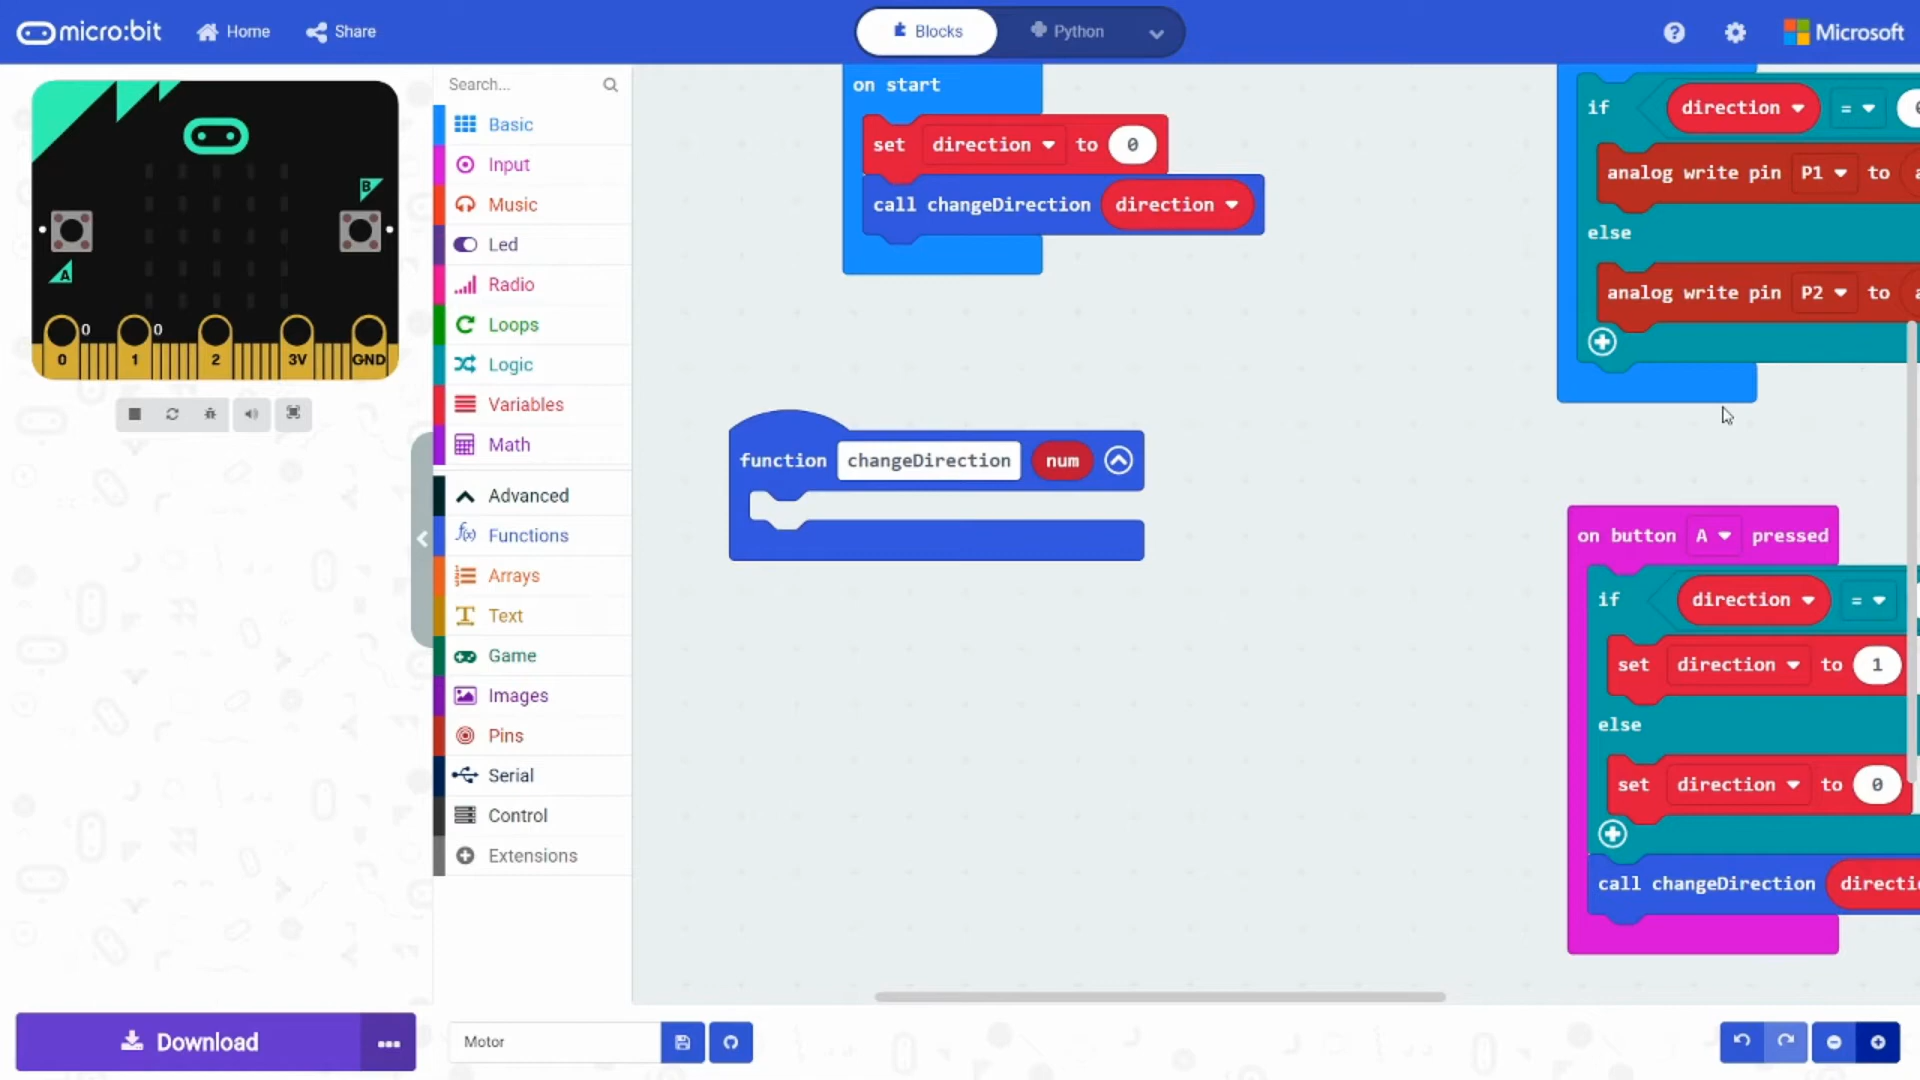 micro:bit Home Share Blocks Python Microsoft
Search...
Basic
Input
Music
Led
Radio
Loops
Logic
Variables
Math
Advanced
Functions
Arrays
Text
Game
Images
Pins
Serial
Control
Extensions
B
A
0 0
0 1 2 3V GND
on start
set direction to 0
call changeDirection direction
function changeDirection num
if direction =
analog write pin P1 to
else
analog write pin P2 to
on button A pressed
if direction =
set direction to 1
else
set direction to 0
call changeDirection
Download ...
Motor